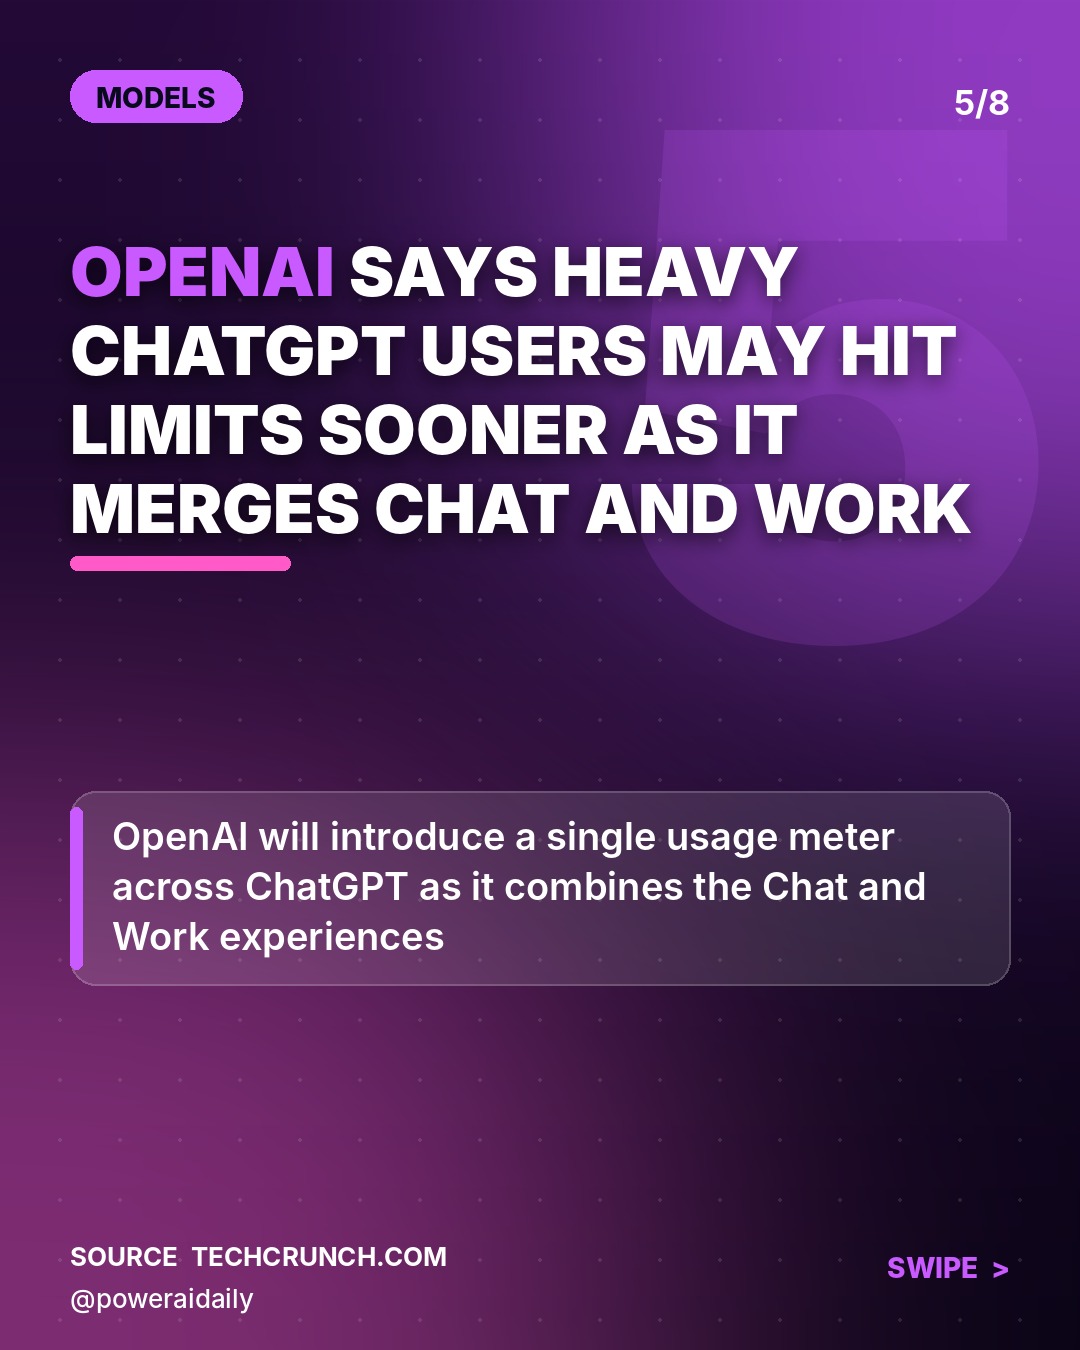 MODELS
5/8
5
OPENAI SAYS HEAVY
CHATGPT USERS MAY HIT
LIMITS SOONER AS IT
MERGES CHAT AND WORK
OpenAI will introduce a single usage meter
across ChatGPT as it combines the Chat and
Work experiences
SOURCE TECHCRUNCH.COM
@poweraidaily
SWIPE >